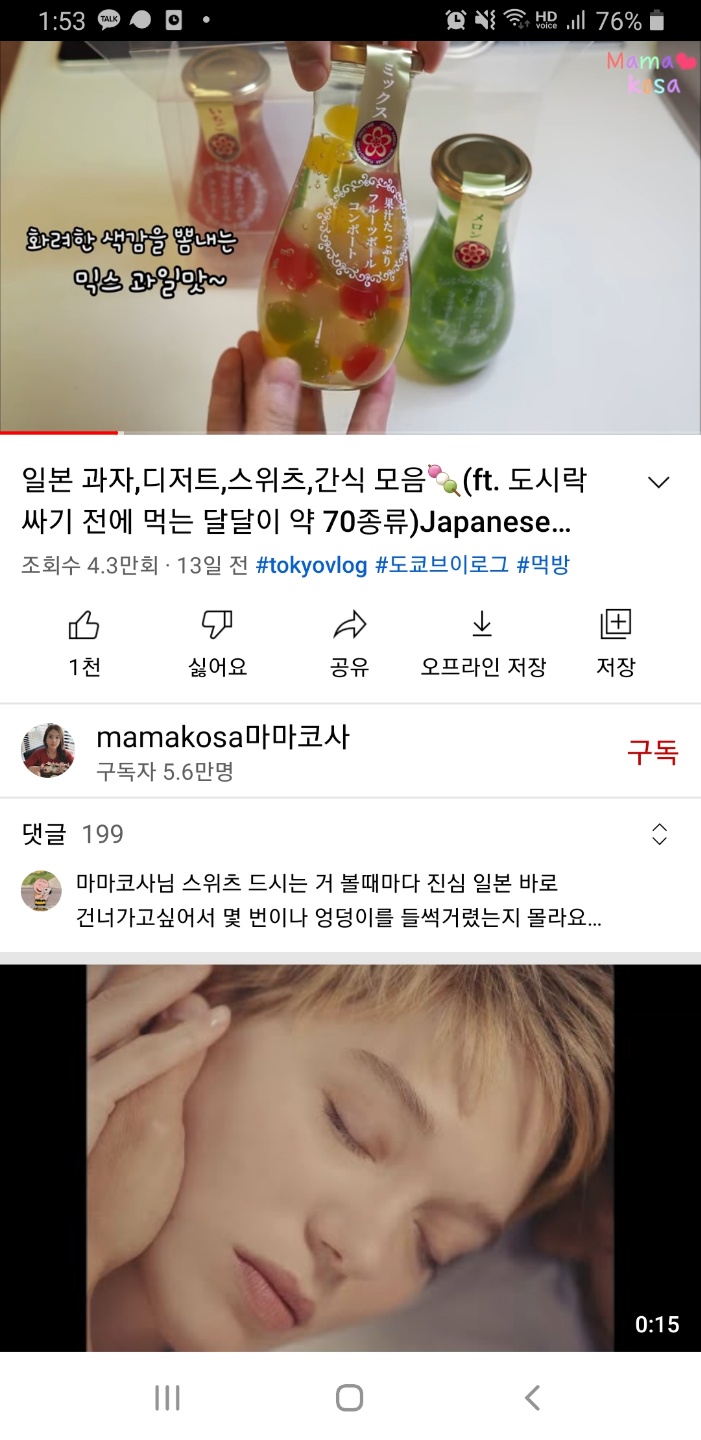 1:53 TALK HD voice 76%
Mama
kosa
ミックス
いちご
メロン
果汁たっぷり
フルーツボール
コンポート
화려한 색감을 뽐내는
믹스 과일맛~
일본 과자,디저트,스위츠,간식 모음🍡(ft. 도시락
싸기 전에 먹는 달달이 약 70종류)Japanese...
조회수 4.3만회 · 13일 전 #tokyovlog #도쿄브이로그 #먹방
1천 싫어요 공유 오프라인 저장 저장
mamakosa마마코사
구독자 5.6만명
구독
댓글 199
마마코사님 스위츠 드시는 거 볼때마다 진심 일본 바로
건너가고싶어서 몇 번이나 엉덩이를 들썩거렸는지 몰라요...
0:15